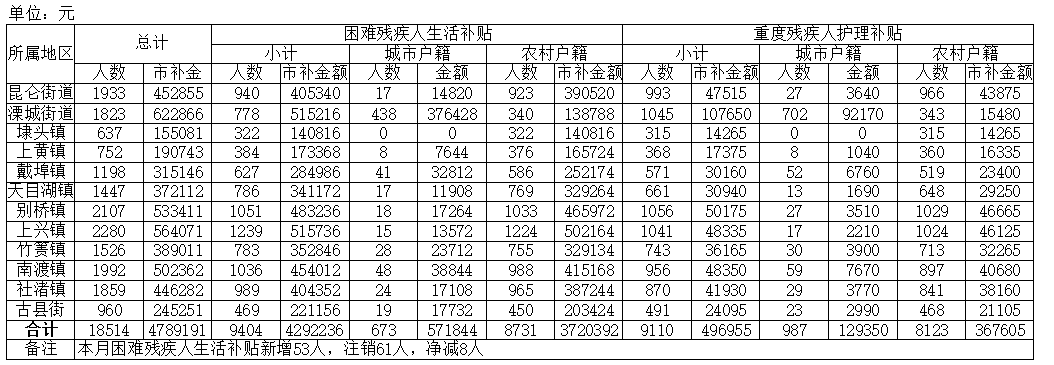 单位：元
所属地区 总计 困难残疾人生活补贴 重度残疾人护理补贴
小计 城市户籍 农村户籍 小计 城市户籍 农村户籍
人数 市补金 人数 市补金额 人数 金额 人数 市补金额 人数 市补金额 人数 金额 人数 市补金额
昆仑街道 1933 452855 940 405340 17 14820 923 390520 993 47515 27 3640 966 43875
溧城街道 1823 622866 778 515216 438 376428 340 138788 1045 107650 702 92170 343 15480
埭头镇 637 155081 322 140816 0 0 322 140816 315 14265 0 0 315 14265
上黄镇 752 190743 384 173368 8 7644 376 165724 368 17375 8 1040 360 16335
戴埠镇 1198 315146 627 284986 41 32812 586 252174 571 30160 52 6760 519 23400
天目湖镇 1447 372112 786 341172 17 11908 769 329264 661 30940 13 1690 648 29250
别桥镇 2107 533411 1051 483236 18 17264 1033 465972 1056 50175 27 3510 1029 46665
上兴镇 2280 564071 1239 515736 15 13572 1224 502164 1041 48335 17 2210 1024 46125
竹箦镇 1526 389011 783 352846 28 23712 755 329134 743 36165 30 3900 713 32265
南渡镇 1992 502362 1036 454012 48 38844 988 415168 956 48350 59 7670 897 40680
社渚镇 1859 446282 989 404352 24 17108 965 387244 870 41930 29 3770 841 38160
古县街 960 245251 469 221156 19 17732 450 203424 491 24095 23 2990 468 21105
合计 18514 4789191 9404 4292236 673 571844 8731 3720392 9110 496955 987 129350 8123 367605
备注 本月困难残疾人生活补贴新增53人，注销61人，净减8人